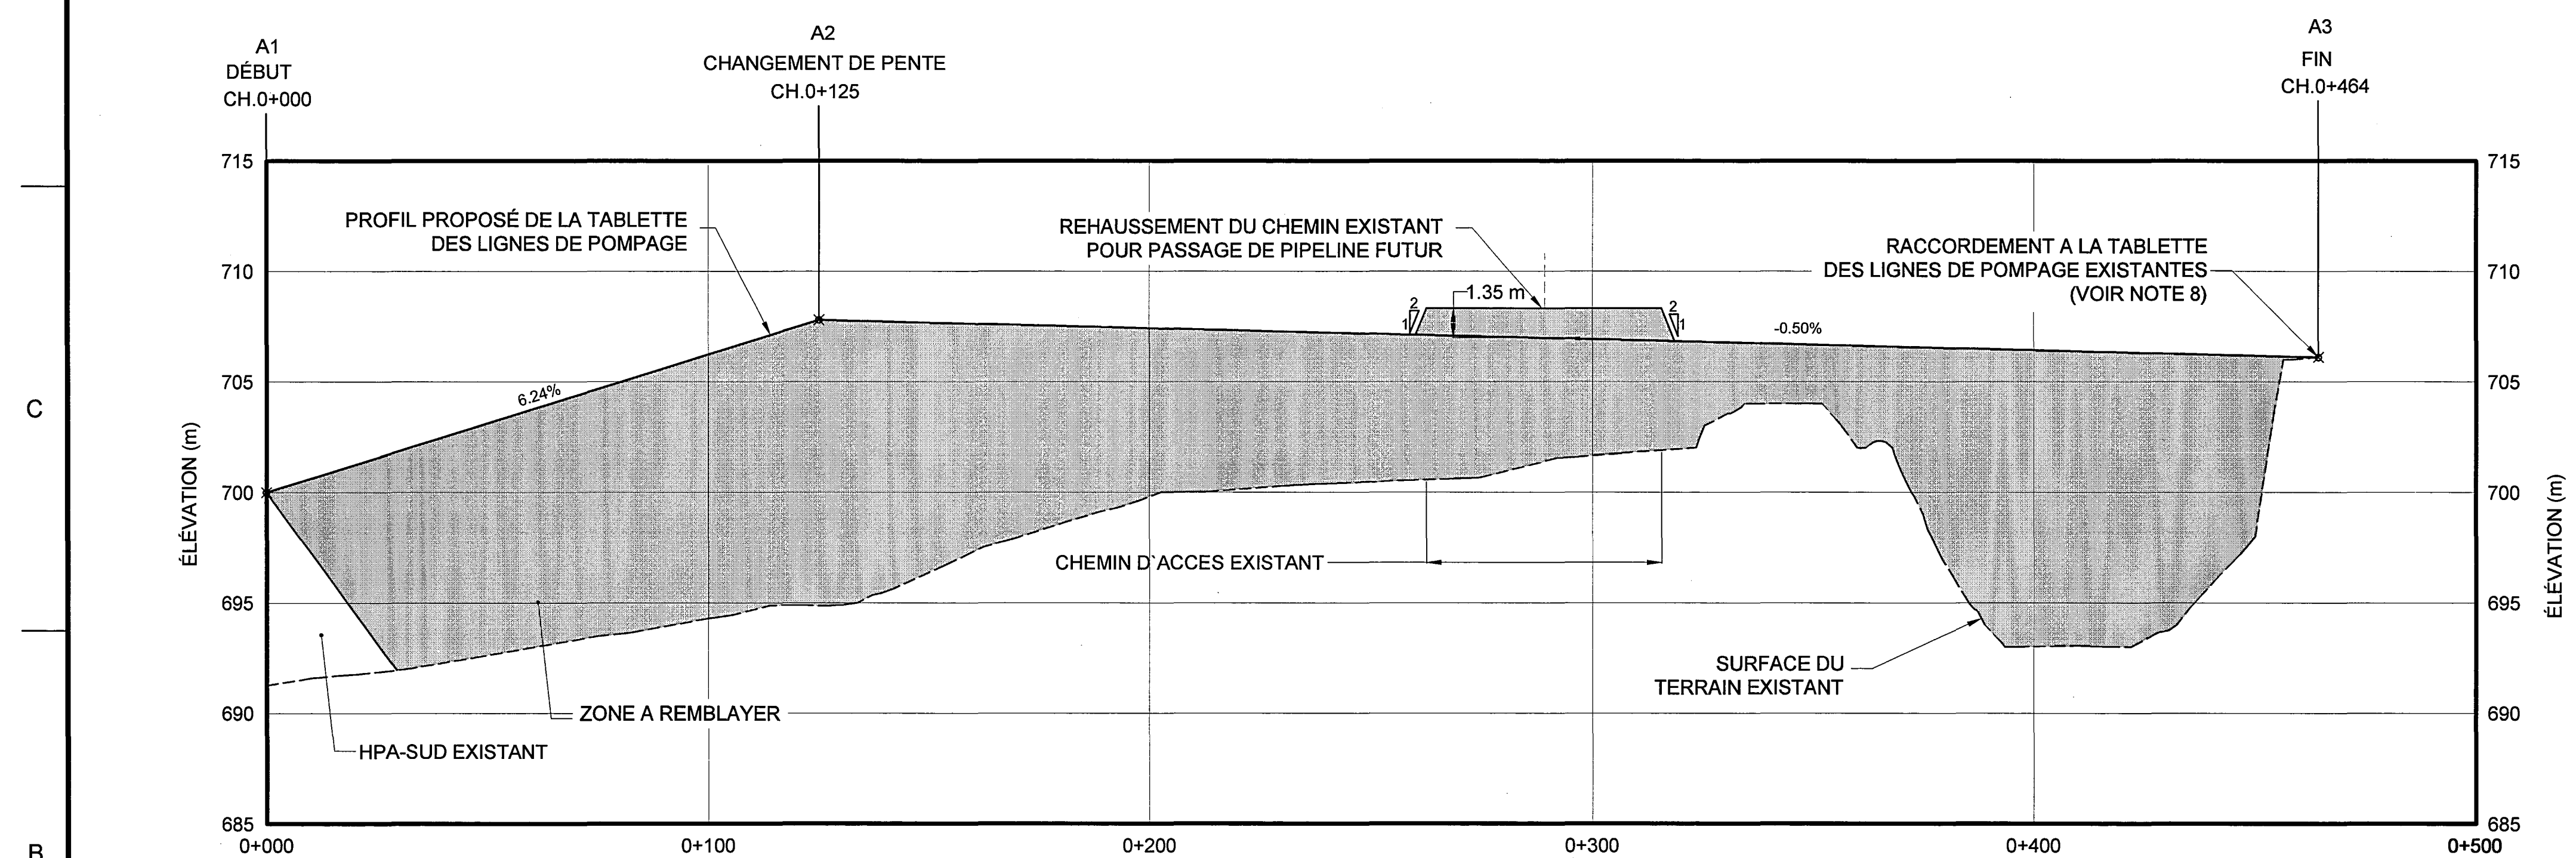 A1
DÉBUT
CH.0+000
A2
CHANGEMENT DE PENTE
CH.0+125
A3
FIN
CH.0+464
715
715
PROFIL PROPOSÉ DE LA TABLETTE
DES LIGNES DE POMPAGE
REHAUSSEMENT DU CHEMIN EXISTANT
POUR PASSAGE DE PIPELINE FUTUR
RACCORDEMENT A LA TABLETTE
DES LIGNES DE POMPAGE EXISTANTES
(VOIR NOTE 8)
710
710
2
1
1.35 m
2
1
-0.50%
705
705
6.24%
C
ÉLÉVATION (m)
ÉLÉVATION (m)
700
700
CHEMIN D`ACCES EXISTANT
695
695
SURFACE DU
TERRAIN EXISTANT
690
690
ZONE A REMBLAYER
HPA-SUD EXISTANT
685
685
B
0+000
0+100
0+200
0+300
0+400
0+500